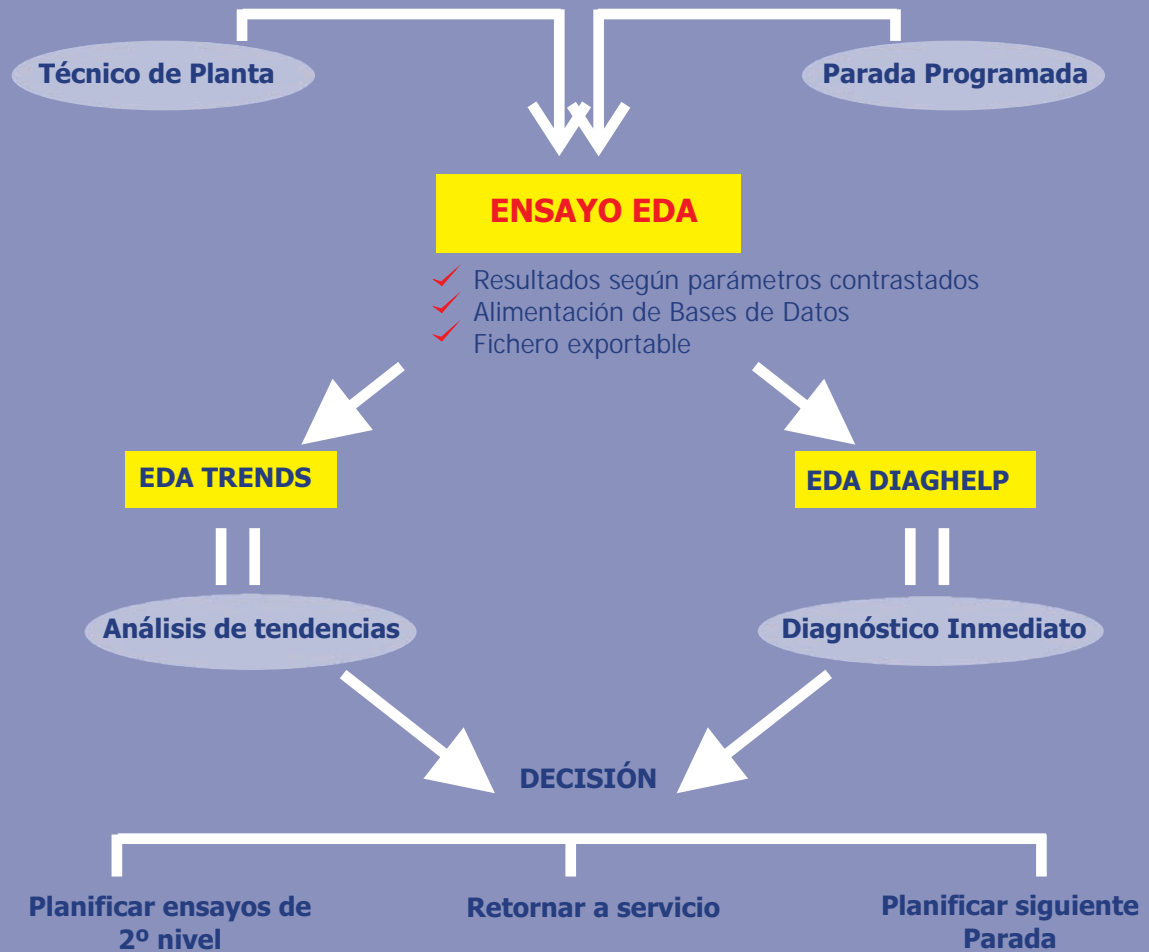 Técnico de Planta
Parada Programada
ENSAYO EDA
Resultados según parámetros contrastados
Alimentación de Bases de Datos
Fichero exportable
EDA TRENDS
EDA DIAGHELP
Análisis de tendencias
Diagnóstico Inmediato
DECISIÓN
Planificar ensayos de
2º nivel
Retornar a servicio
Planificar siguiente
Parada